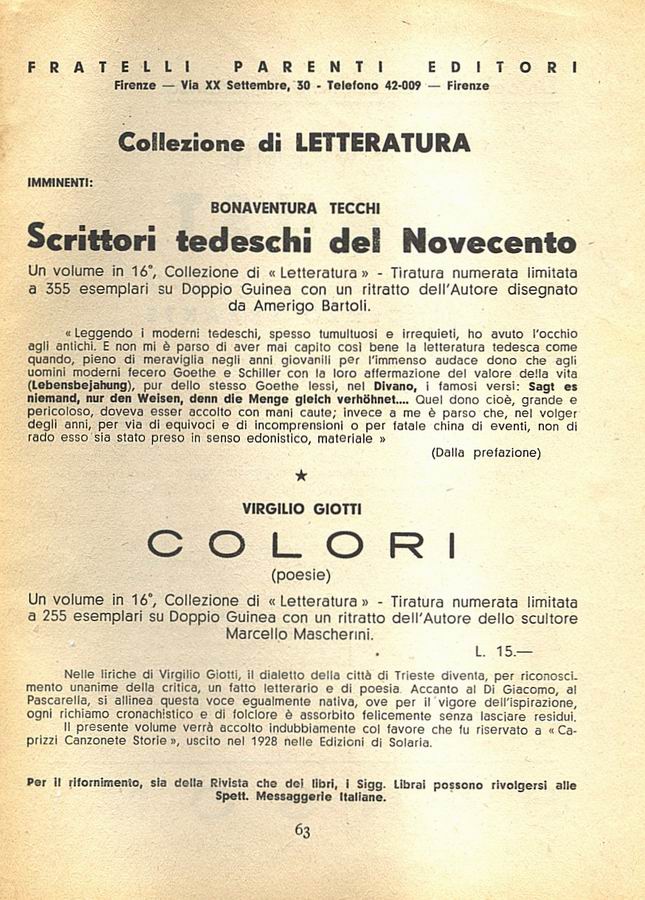 FRATELLI PARENTI EDITORI
Firenze — Via XX Settembre, 30 - Telefono 42-009 — Firenze
Collezione di LETTERATURA
IMMINENTI:
BONAVENTURA TECCHI
Scrittori tedeschi del Novecento
Un volume in 16°, Collezione di « Letteratura » - Tiratura numerata limitata
a 355 esemplari su Doppio Guinea con un ritratto dell'Autore disegnato
da Amerigo Bartoli.
« Leggendo i moderni tedeschi, spesso tumultuosi e irrequieti, ho avuto l'occhio
agli antichi. E non mi è parso di aver mai capito così bene la letteratura tedesca come
quando, pieno di meraviglia negli anni giovanili per l'immenso audace dono che agli
uomini moderni fecero Goethe e Schiller con la loro affermazione del valore della vita
(Lebensbejahung), pur dello stesso Goethe lessi, nel Divano, i famosi versi: Sagt es
niemand, nur den Weisen, denn die Menge gleich verhöhnet.... Quel dono cioè, grande e
pericoloso, doveva esser accolto con mani caute; invece a me è parso che, nel volger
degli anni, per via di equivoci e di incomprensioni o per fatale china di eventi, non di
rado esso sia stato preso in senso edonistico, materiale »
(Dalla prefazione)
★
VIRGILIO GIOTTI
COLORI
(poesie)
Un volume in 16°, Collezione di « Letteratura » - Tiratura numerata limitata
a 255 esemplari su Doppio Guinea con un ritratto dell'Autore dello scultore
Marcello Mascherini.
L. 15.—
Nelle liriche di Virgilio Giotti, il dialetto della città di Trieste diventa, per riconosci-
mento unanime della critica, un fatto letterario e di poesia. Accanto al Di Giacomo, al
Pascarella, si allinea questa voce egualmente nativa, ove per il vigore dell'ispirazione,
ogni richiamo cronachistico e di folclore è assorbito felicemente senza lasciare residui.
Il presente volume verrà accolto indubbiamente col favore che fu riservato a « Ca-
prizzi Canzonete Storie », uscito nel 1928 nelle Edizioni di Solaria.
Per il rifornimento, sia della Rivista che dei libri, i Sigg. Librai possono rivolgersi alle
Spett. Messaggerie Italiane.
63